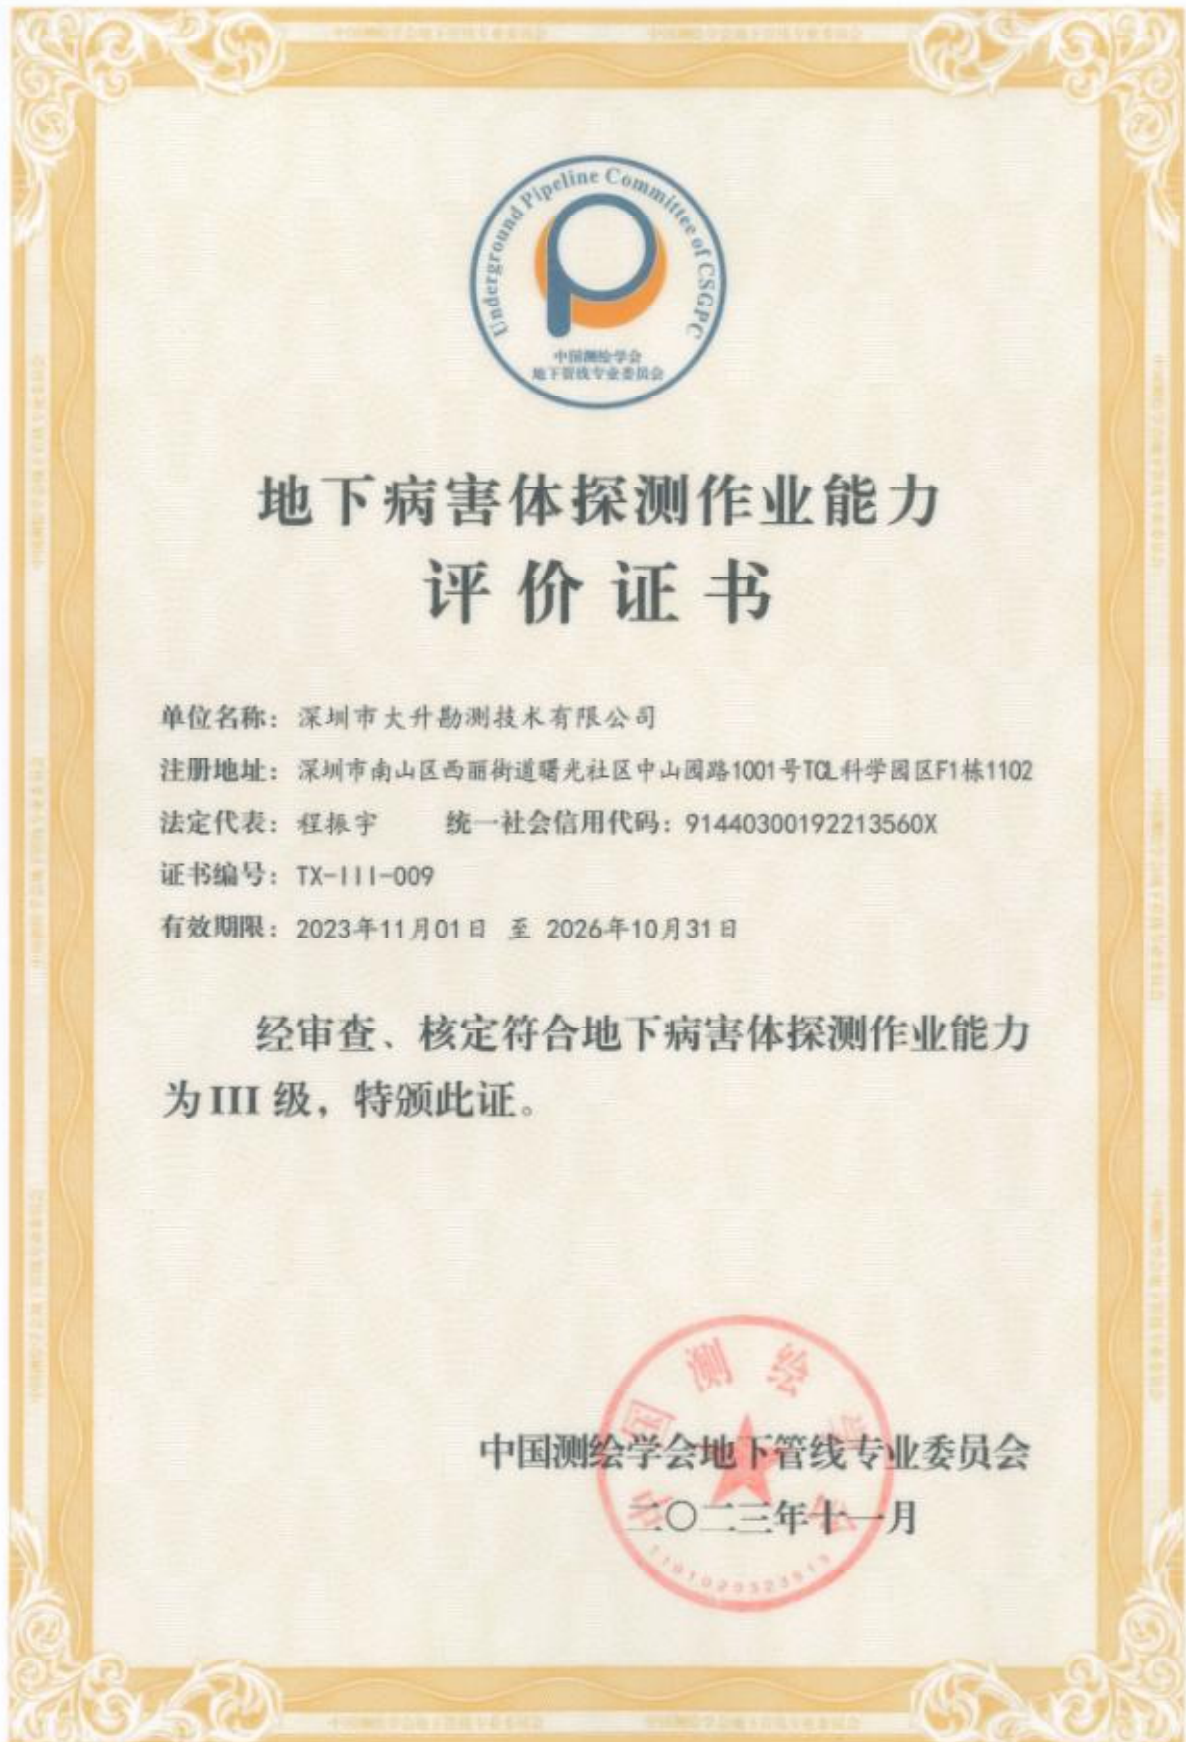 Underground Pipeline Committee of CSGPC
中国测绘学会
地下管线专业委员会
地下病害体探测作业能力
评价证书
单位名称：深圳市大升勘测技术有限公司
注册地址：深圳市南山区西丽街道曙光社区中山园路1001号TCL科学园区F1栋1102
法定代表：程振宇 统一社会信用代码：91440300192213560X
证书编号：TX-III-009
有效期限：2023年11月01日 至 2026年10月31日
经审查、核定符合地下病害体探测作业能力
为III级，特颁此证。
中国测绘学会
中国测绘学会地下管线专业委员会
二〇二三年十一月